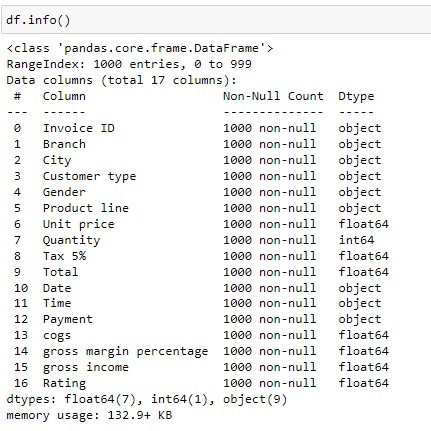 df.info()
<class 'pandas.core.frame.DataFrame'>
RangeIndex: 1000 entries, 0 to 999
Data columns (total 17 columns):
 #   Column                   Non-Null Count  Dtype
---  ------                   --------------  -----
 0   Invoice ID               1000 non-null   object
 1   Branch                   1000 non-null   object
 2   City                     1000 non-null   object
 3   Customer type            1000 non-null   object
 4   Gender                   1000 non-null   object
 5   Product line             1000 non-null   object
 6   Unit price               1000 non-null   float64
 7   Quantity                 1000 non-null   int64
 8   Tax 5%                   1000 non-null   float64
 9   Total                    1000 non-null   float64
 10  Date                     1000 non-null   object
 11  Time                     1000 non-null   object
 12  Payment                  1000 non-null   object
 13  cogs                     1000 non-null   float64
 14  gross margin percentage  1000 non-null   float64
 15  gross income             1000 non-null   float64
 16  Rating                   1000 non-null   float64
dtypes: float64(7), int64(1), object(9)
memory usage: 132.9+ KB